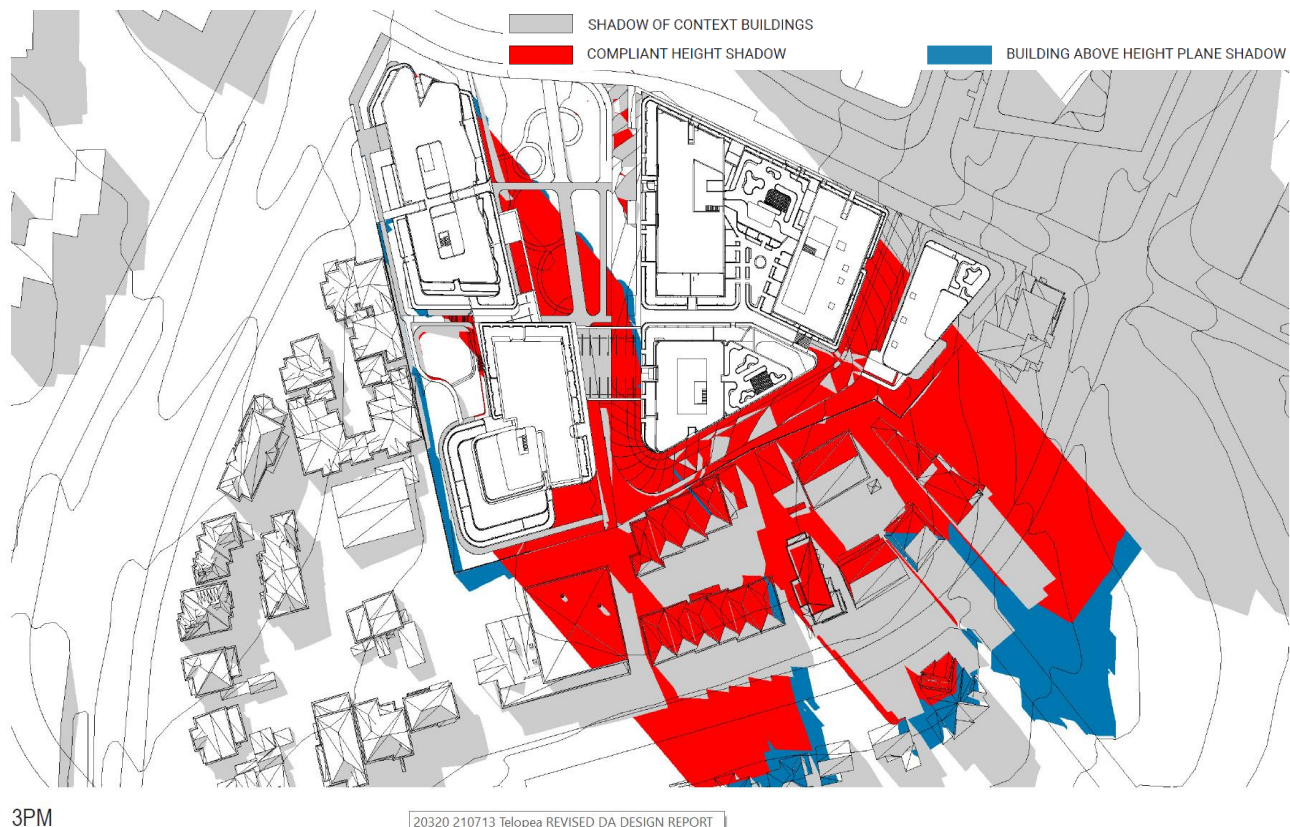 SHADOW OF CONTEXT BUILDINGS
COMPLIANT HEIGHT SHADOW
BUILDING ABOVE HEIGHT PLANE SHADOW
3PM
20320 210713 Telopea REVISED DA DESIGN REPORT